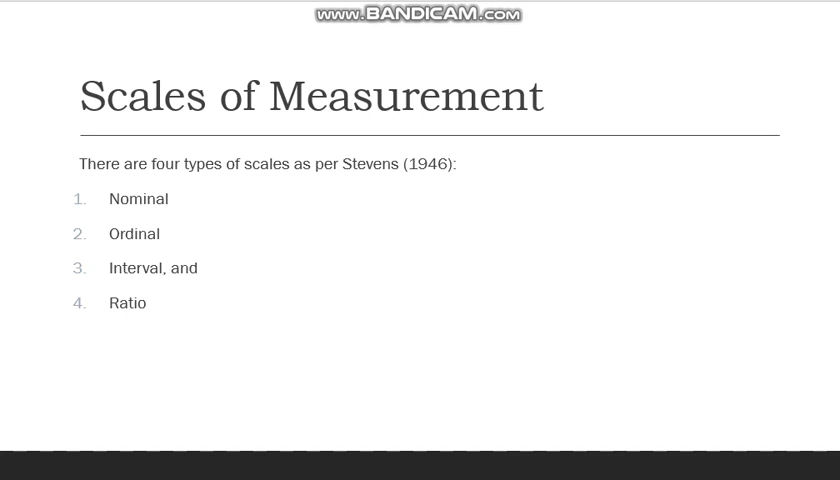 www.BANDICAM.com
Scales of Measurement
There are four types of scales as per Stevens (1946):
1. Nominal
2. Ordinal
3. Interval, and
4. Ratio